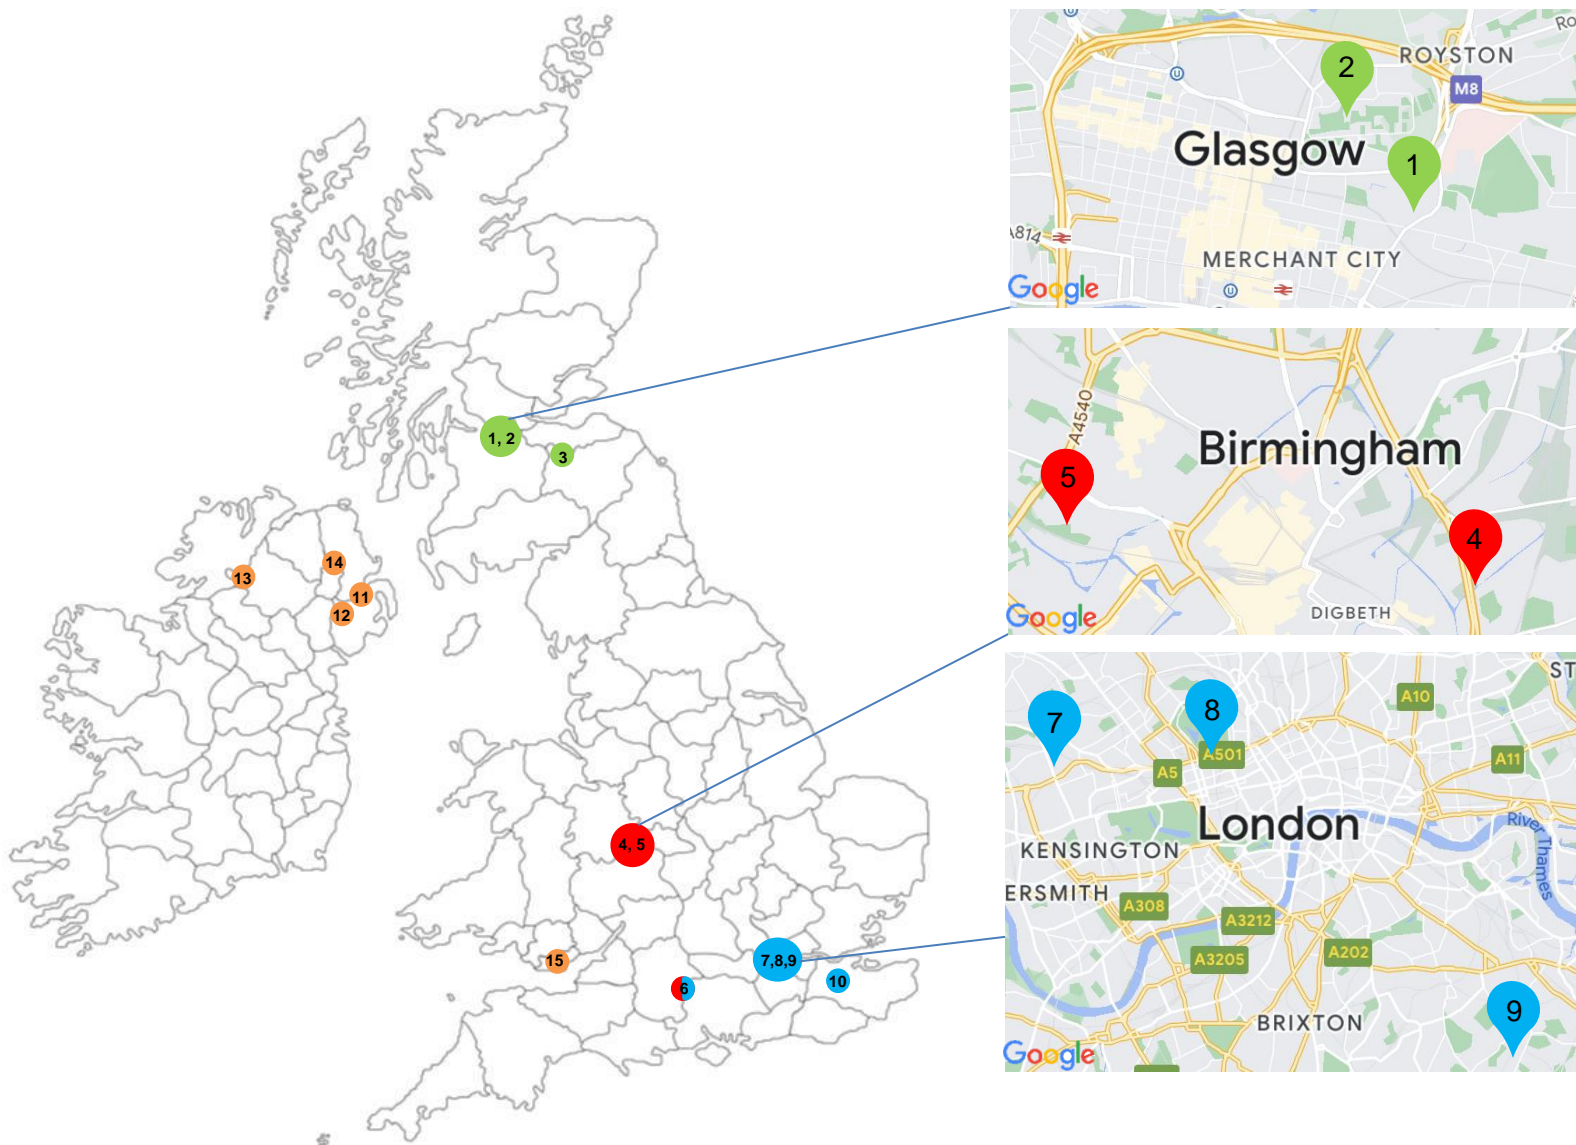 1, 2
3
14
13
11
12
4, 5
15
7,8,9
6
10
2
ROYSTON
M8
Glasgow
1
A814
MERCHANT CITY
Google
A4540
Birmingham
5
4
DIGBETH
Google
ST
A10
7
8
A501
A5
A11
London
KENSINGTON
River Thames
ERSMITH
A308
A3212
A3205
A202
9
BRIXTON
Google